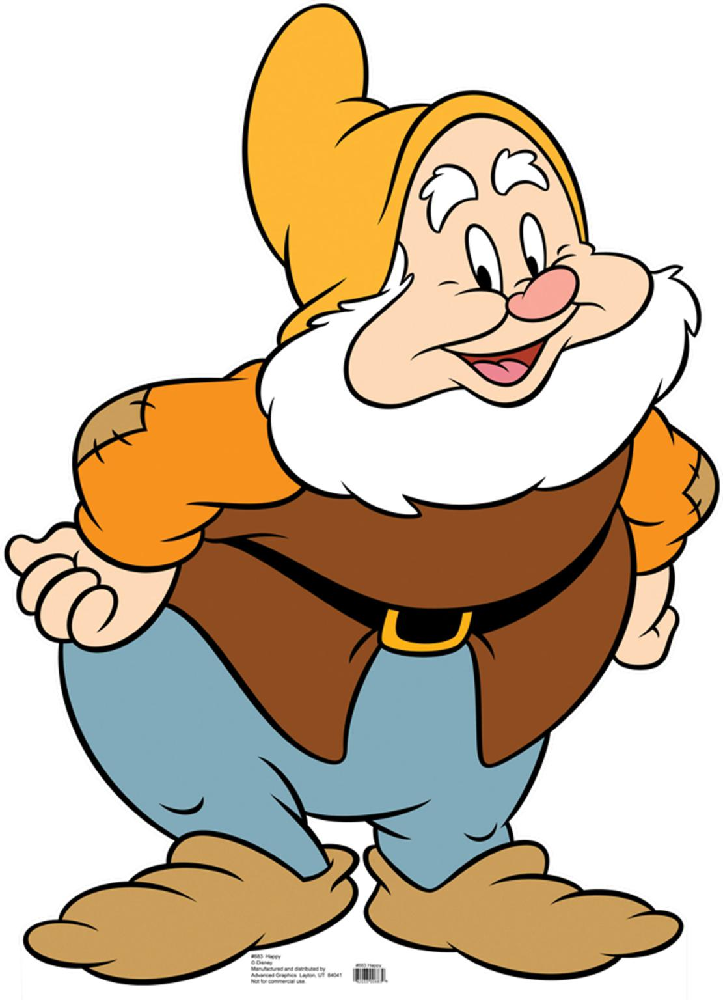 #683 Happy
© Disney
Manufactured and distributed by
Advanced Graphics Layton, UT 84041
Not for commercial use.
#683 Happy